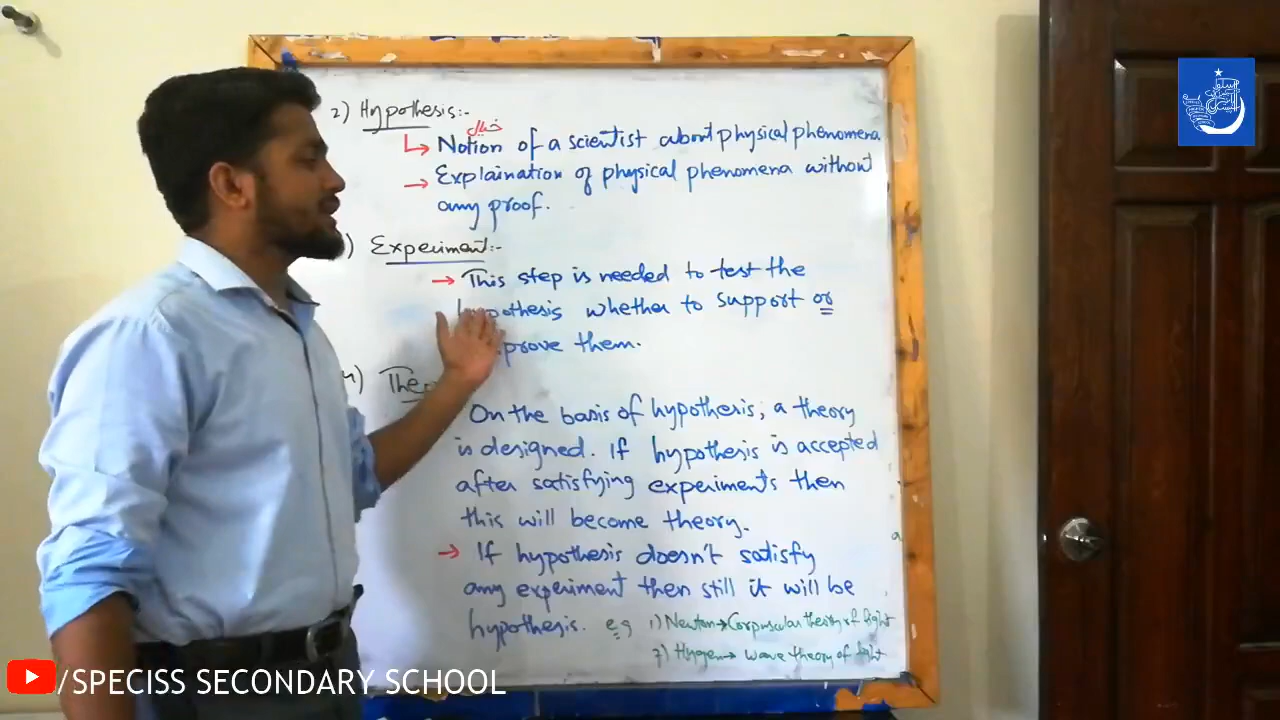 2) Hypothesis:-
خیال
→ Notion of a scientist about physical phenomena
→ Explaination of physical phenomena without
any proof.
) Experiment:-
→ This step is needed to test the
hypothesis whether to support or
prove them.
4) The
On the basis of hypothesis, a theory
is designed. If hypothesis is accepted
after satisfying experiments then
this will become theory.
→ If hypothesis doesn't satisfy
any experiment then still it will be
hypothesis. e.g 1) Newton → Corpuscular theory of light
2) Hygen → wave theory of light
/SPECISS SECONDARY SCHOOL